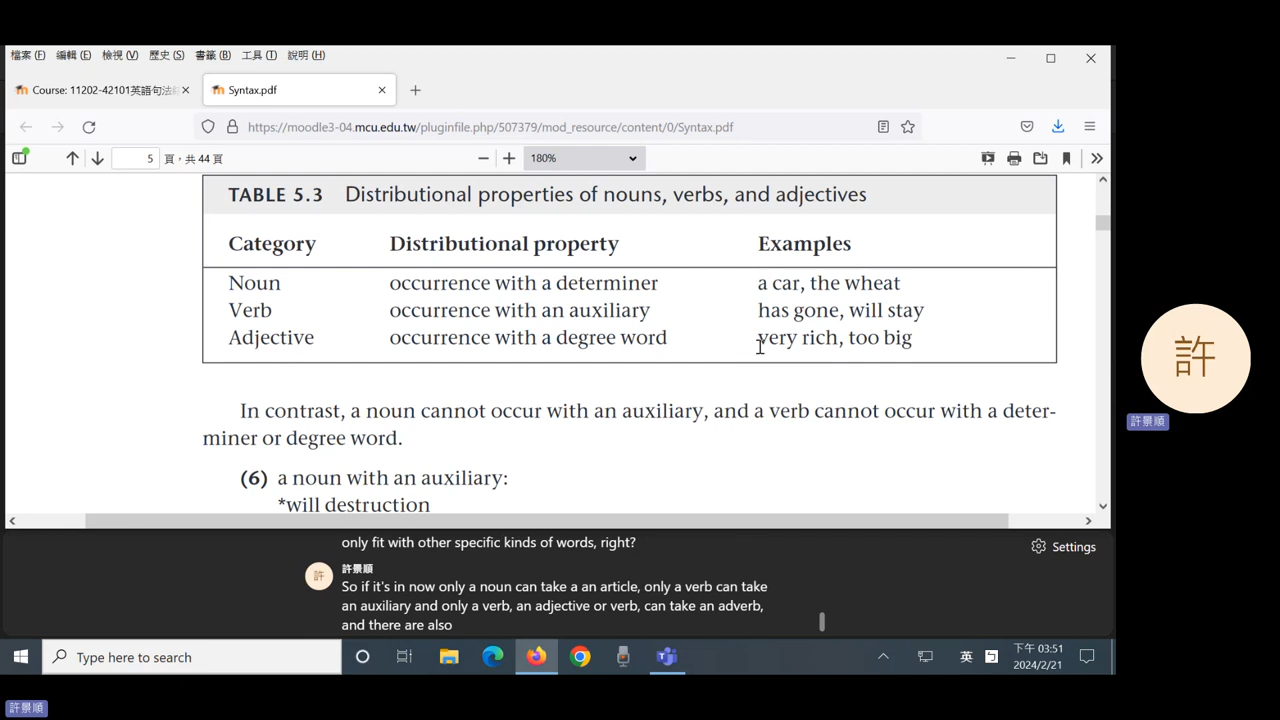 檔案(F) 編輯(E) 檢視(V) 歷史(S) 書籤(B) 工具(T) 說明(H)
Course: 11202-42101英語句法 Syntax.pdf
https://moodle3-04.mcu.edu.tw/pluginfile.php/507379/mod_resource/content/0/Syntax.pdf
5 頁，共 44 頁 180%
TABLE 5.3 Distributional properties of nouns, verbs, and adjectives
Category Distributional property Examples
Noun occurrence with a determiner a car, the wheat
Verb occurrence with an auxiliary has gone, will stay
Adjective occurrence with a degree word very rich, too big
In contrast, a noun cannot occur with an auxiliary, and a verb cannot occur with a deter-
miner or degree word.
(6) a noun with an auxiliary:
*will destruction
許
許景順
only fit with other specific kinds of words, right?
Settings
許 許景順
So if it's in now only a noun can take a an article, only a verb can take
an auxiliary and only a verb, an adjective or verb, can take an adverb,
and there are also
Type here to search
英
下午 03:51
2024/2/21
許景順